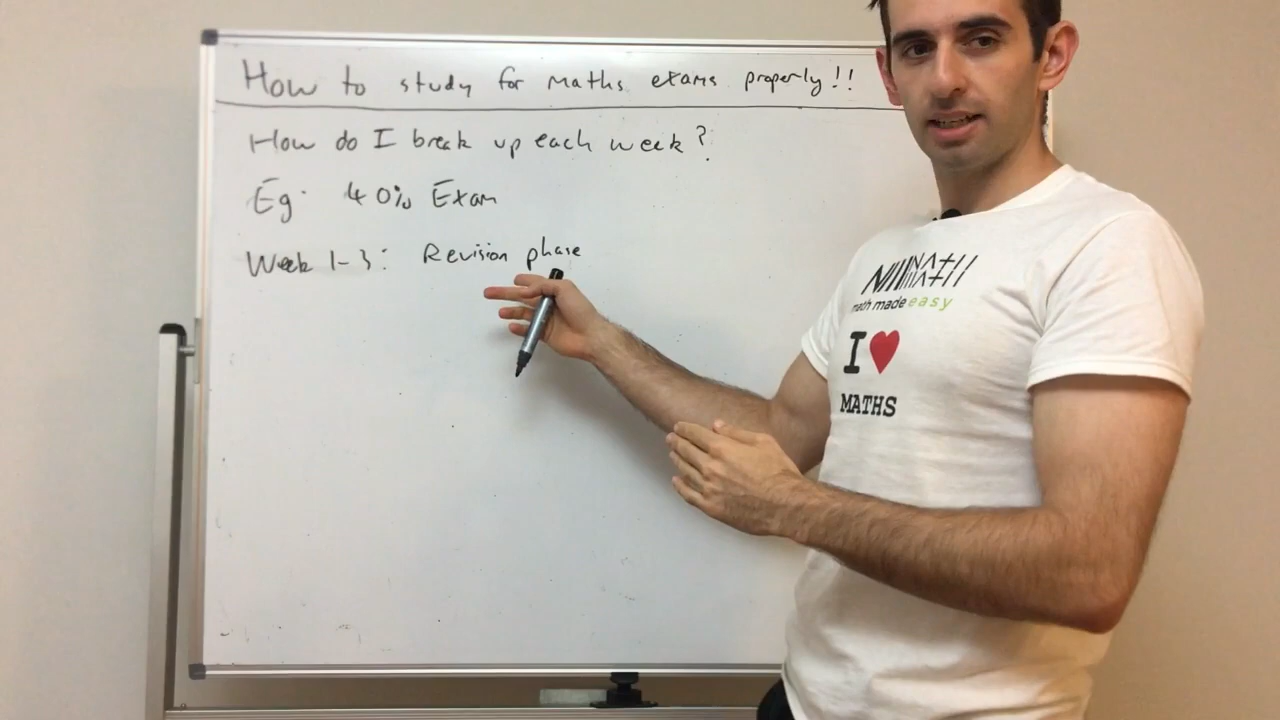 How to study for maths exams properly!!
How do I break up each week?
Eg: 40% Exam
Week 1-3: Revision phase
math made easy
I ❤
MATHS